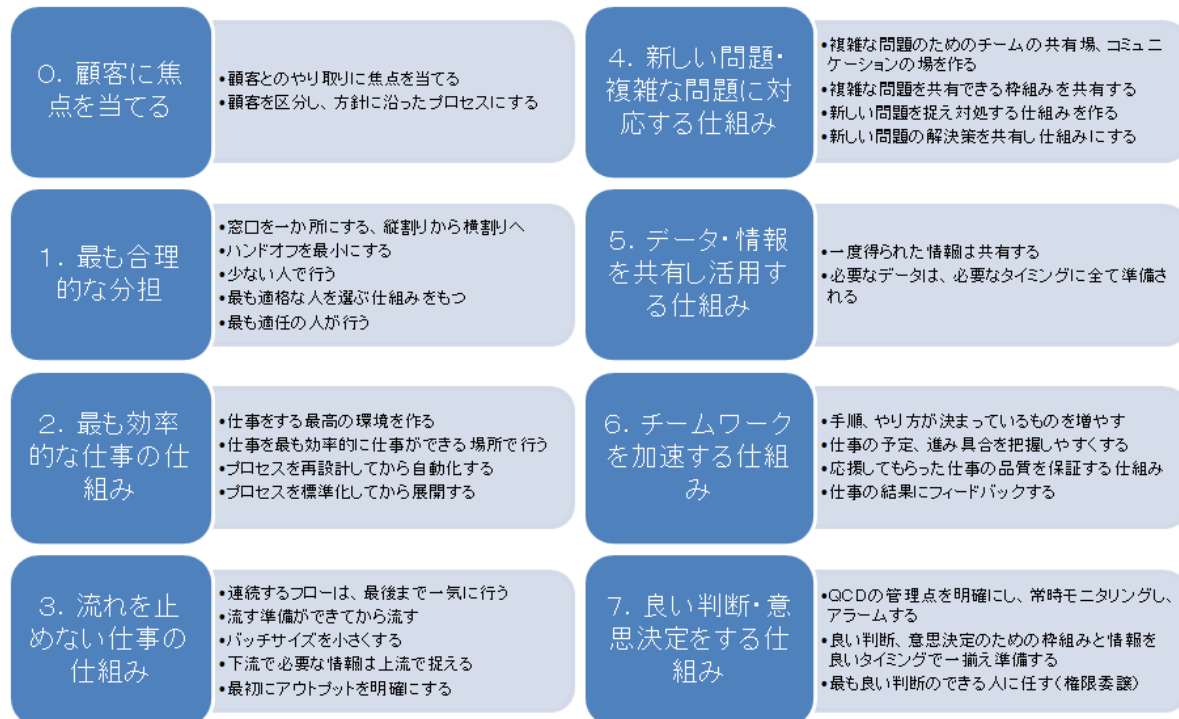 0. 顧客に焦
点を当てる
•顧客とのやり取りに焦点を当てる
•顧客を区分し、方針に沿ったプロセスにする
1. 最も合理
的な分担
•窓口を一か所にする、縦割りから横割りへ
•ハンドオフを最小にする
•少ない人で行う
•最も適格な人を選ぶ仕組みをもつ
•最も適任の人が行う
2. 最も効率
的な仕事の仕
組み
•仕事をする最高の環境を作る
•仕事を最も効率的に仕事ができる場所で行う
•プロセスを再設計してから自動化する
•プロセスを標準化してから展開する
3. 流れを止
めない仕事の
仕組み
•連続するフローは、最後まで一気に行う
•流す準備ができてから流す
•バッチサイズを小さくする
•下流で必要な情報は上流で捉える
•最初にアウトプットを明確にする
4. 新しい問題・
複雑な問題に対
応する仕組み
•複雑な問題のためのチームの共有場、コミュニ
ケーションの場を作る
•複雑な問題を共有できる枠組みを共有する
•新しい問題を捉え対処する仕組みを作る
•新しい問題の解決策を共有し仕組みにする
5. データ・情報
を共有し活用す
る仕組み
•一度得られた情報は共有する
•必要なデータは、必要なタイミングに全て準備さ
れる
6. チームワーク
を加速する仕組
み
•手順、やり方が決まっているものを増やす
•仕事の予定、進み具合を把握しやすくする
•応援してもらった仕事の品質を保証する仕組み
•仕事の結果にフィードバックする
7. 良い判断・意
思決定をする仕
組み
•QCDの管理点を明確にし、常時モニタリングし、
アラームする
•良い判断、意思決定のための枠組みと情報を
良いタイミングで一揃え準備する
•最も良い判断のできる人に任す(権限委譲)